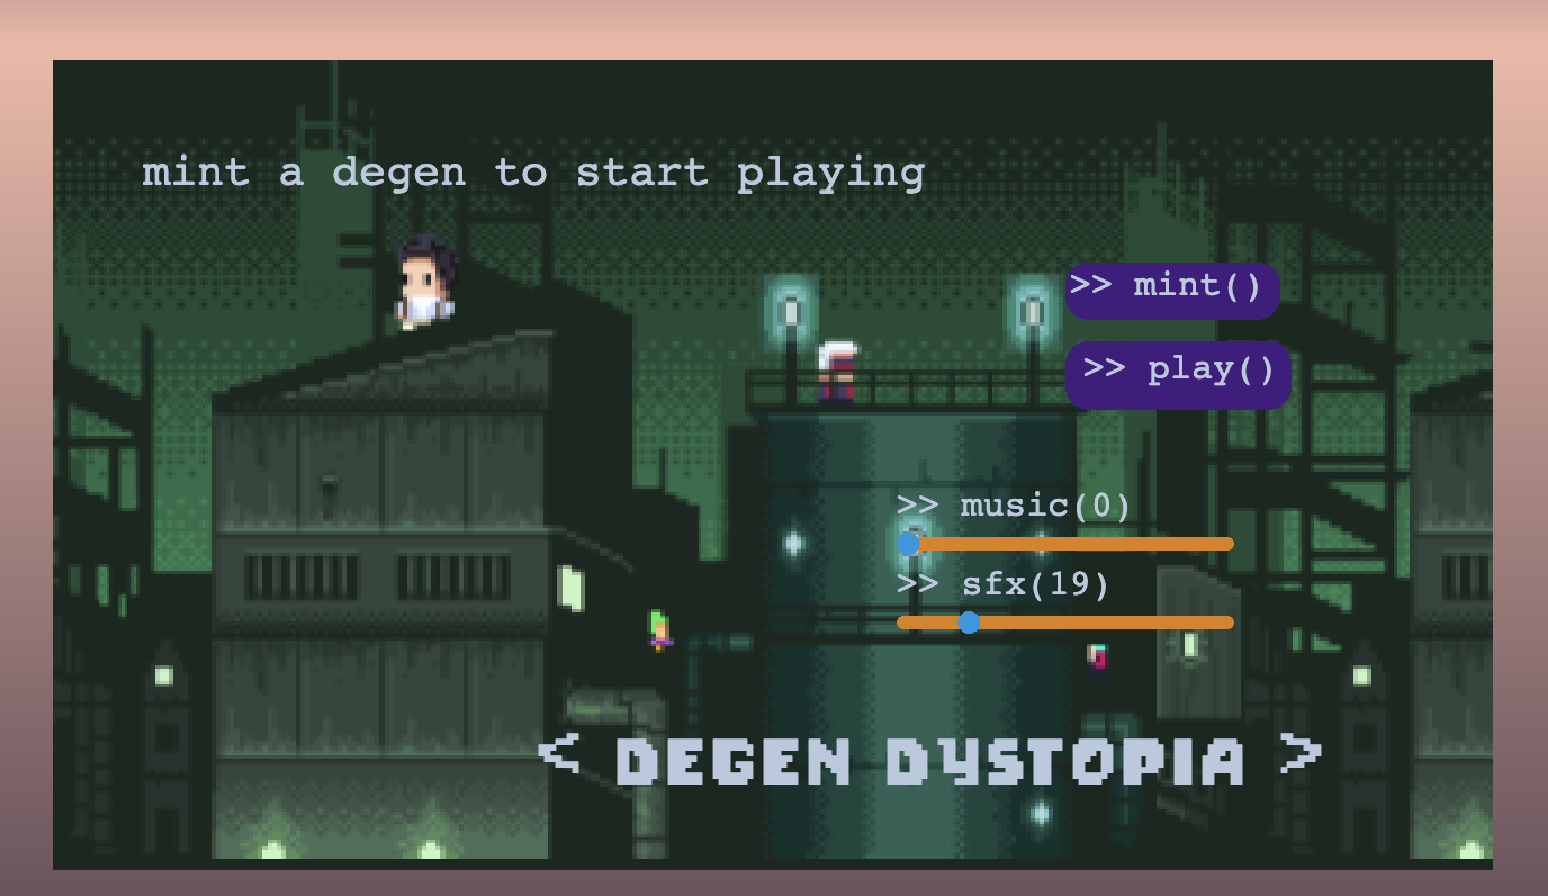 mint a degen to start playing
>> mint()
>> play()
>> music(0)
>> sfx(19)
< DEGEN DYSTOPIA >